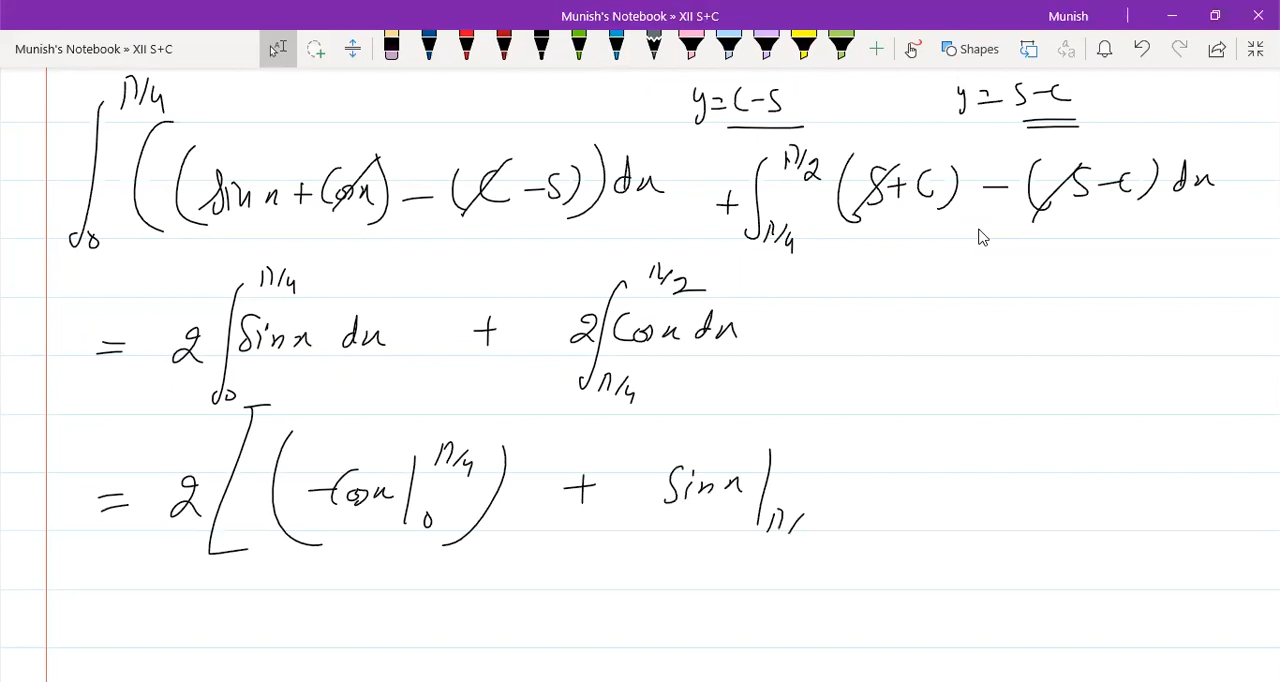 Munish's Notebook » XII S+C
Munish
Munish's Notebook » XII S+C
Shapes
y = C-S    y = S-C
∫₀^{π/4} ((sin x + cos x) - (C - S)) dx + ∫_{π/4}^{π/2} (S + C) - (S - C) dx
= 2 ∫₀^{π/4} Sin x dx + 2 ∫_{π/4}^{π/2} Cos x dx
= 2 [ ( -Cos x |₀^{π/4} ) + Sin x |_{π/